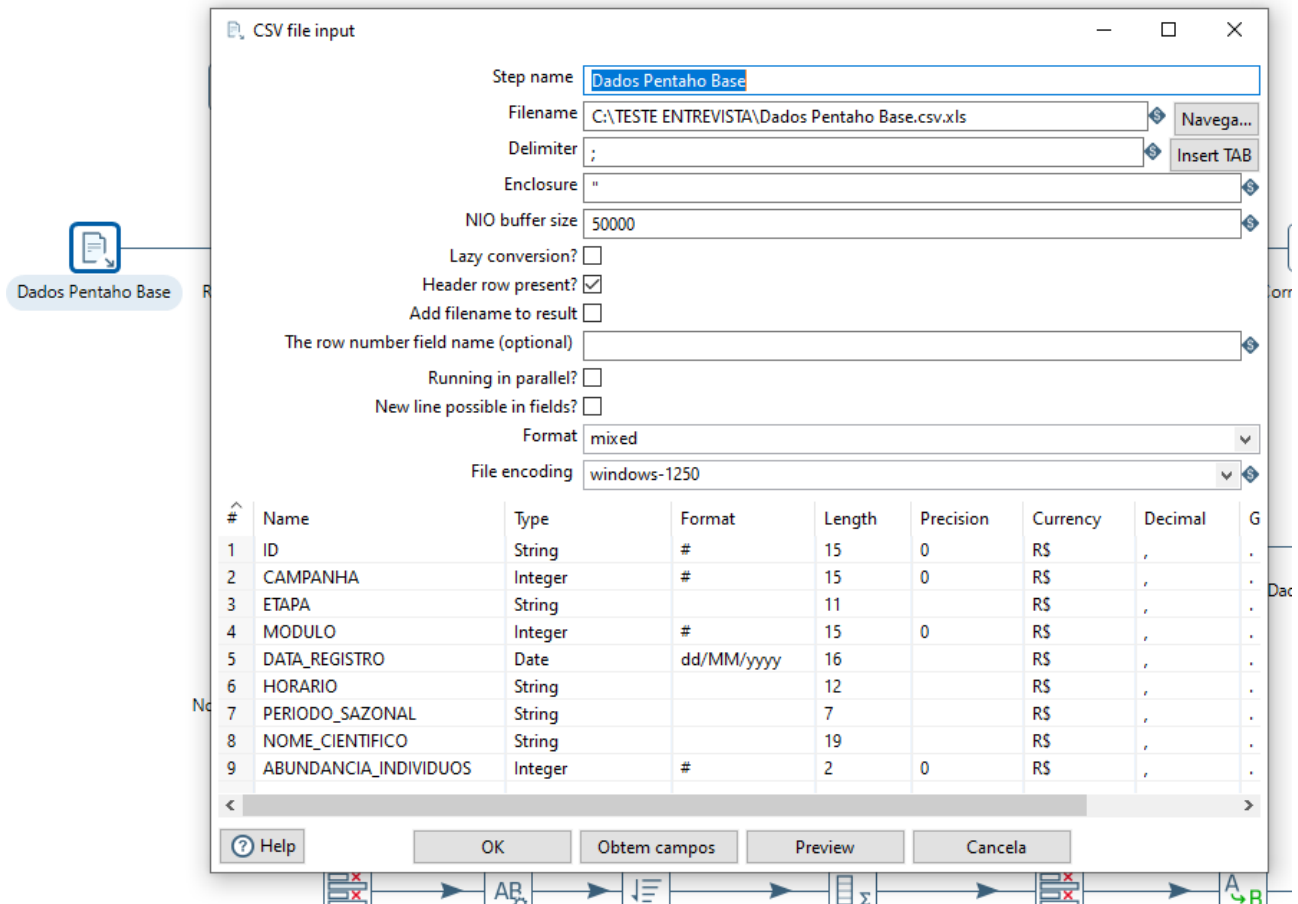 CSV file input
Step name Dados Pentaho Base
Filename C:\TESTE ENTREVISTA\Dados Pentaho Base.csv.xls Navega...
Delimiter ; Insert TAB
Enclosure "
NIO buffer size 50000
Lazy conversion?
Header row present?
Add filename to result
The row number field name (optional)
Running in parallel?
New line possible in fields?
Format mixed
File encoding windows-1250
# Name Type Format Length Precision Currency Decimal G
1 ID String # 15 0 R$ , .
2 CAMPANHA Integer # 15 0 R$ , .
3 ETAPA String 11 R$ , .
4 MODULO Integer # 15 0 R$ , .
5 DATA_REGISTRO Date dd/MM/yyyy 16 R$ , .
6 HORARIO String 12 R$ , .
7 PERIODO_SAZONAL String 7 R$ , .
8 NOME_CIENTIFICO String 19 R$ , .
9 ABUNDANCIA_INDIVIDUOS Integer # 2 0 R$ , .
Help OK Obtem campos Preview Cancela
Dados Pentaho Base